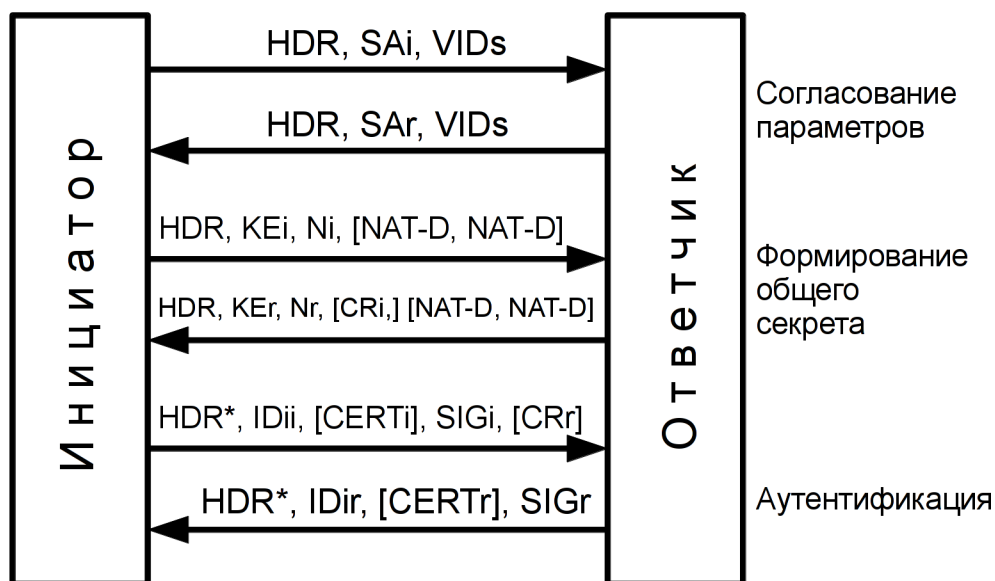 Инициатор
HDR, SAi, VIDs
HDR, SAr, VIDs
HDR, KEi, Ni, [NAT-D, NAT-D]
HDR, KEr, Nr, [CRi,] [NAT-D, NAT-D]
HDR*, IDii, [CERTi], SIGi, [CRr]
HDR*, IDir, [CERTr], SIGr
Ответчик
Согласование
параметров
Формирование
общего
секрета
Аутентификация